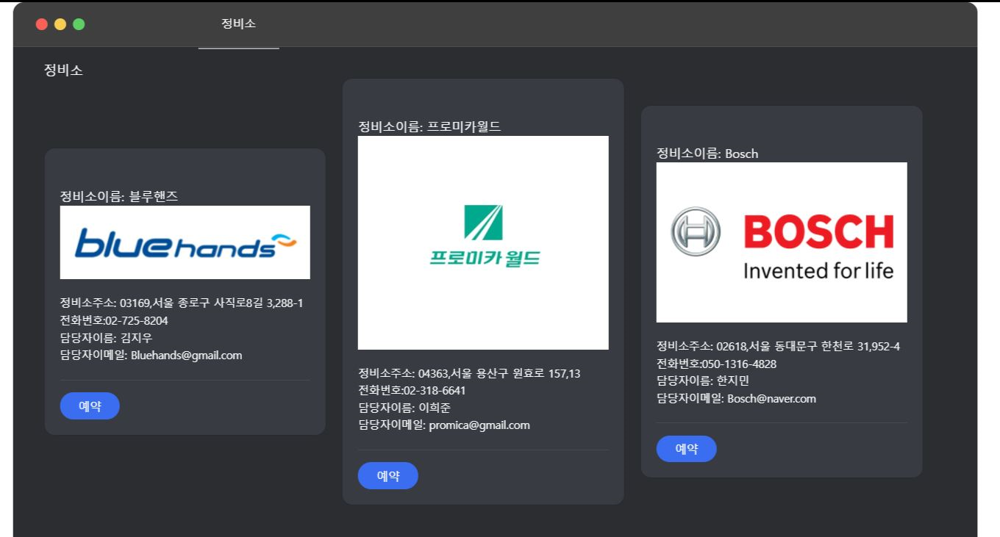 정비소
정비소
정비소이름: 블루핸즈
bluehands
정비소주소: 03169,서울 종로구 사직로8길 3,288-1
전화번호:02-725-8204
담당자이름: 김지우
담당자이메일: Bluehands@gmail.com
예약
정비소이름: 프로미카월드
프로미카 월드
정비소주소: 04363,서울 용산구 원효로 157,13
전화번호:02-318-6641
담당자이름: 이희준
담당자이메일: promica@gmail.com
예약
정비소이름: Bosch
BOSCH
Invented for life
정비소주소: 02618,서울 동대문구 한천로 31,952-4
전화번호:050-1316-4828
담당자이름: 한지민
담당자이메일: Bosch@naver.com
예약